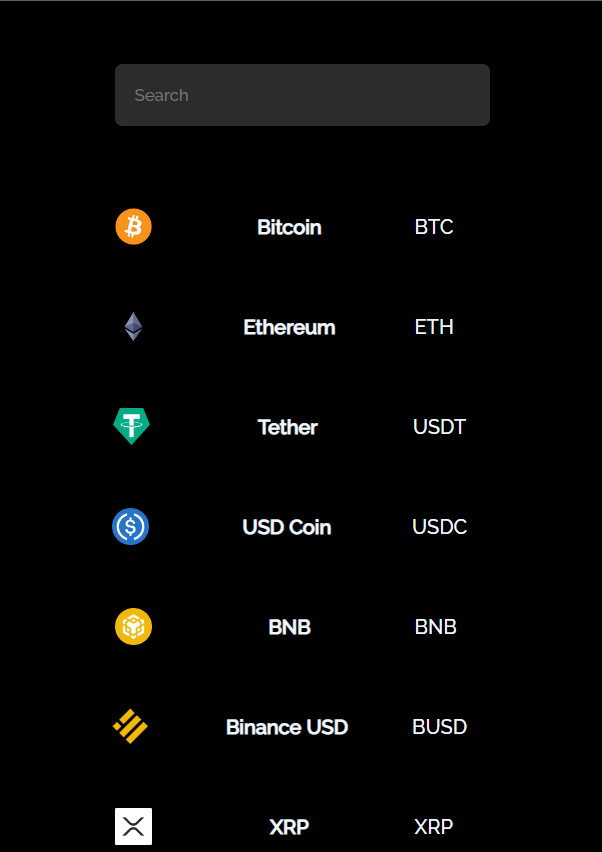 Search
Bitcoin BTC
Ethereum ETH
Tether USDT
USD Coin USDC
BNB BNB
Binance USD BUSD
XRP XRP